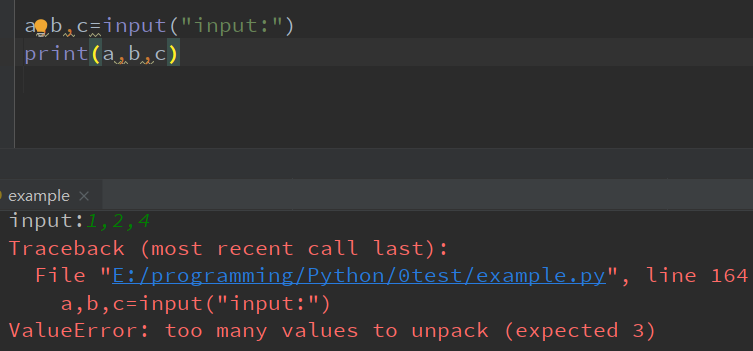 a,b,c=input("input:")
print(a,b,c)
example
input:1,2,4
Traceback (most recent call last):
File "E:/programming/Python/0test/example.py", line 164
a,b,c=input("input:")
ValueError: too many values to unpack (expected 3)